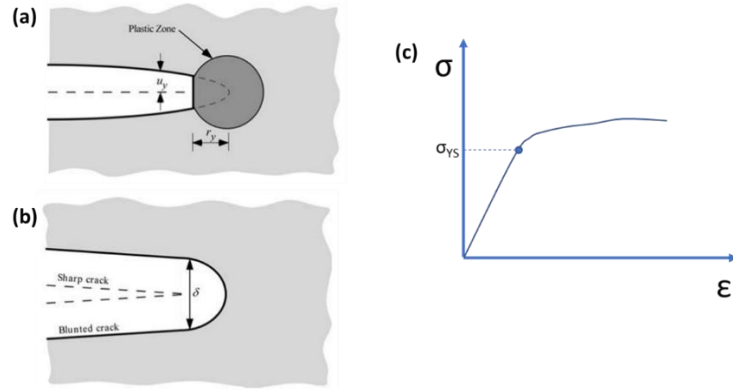 (a)
Plastic Zone
u_y
r_y
(b)
Sharp crack
δ
Blunted crack
(c)
σ
σ_YS
ε